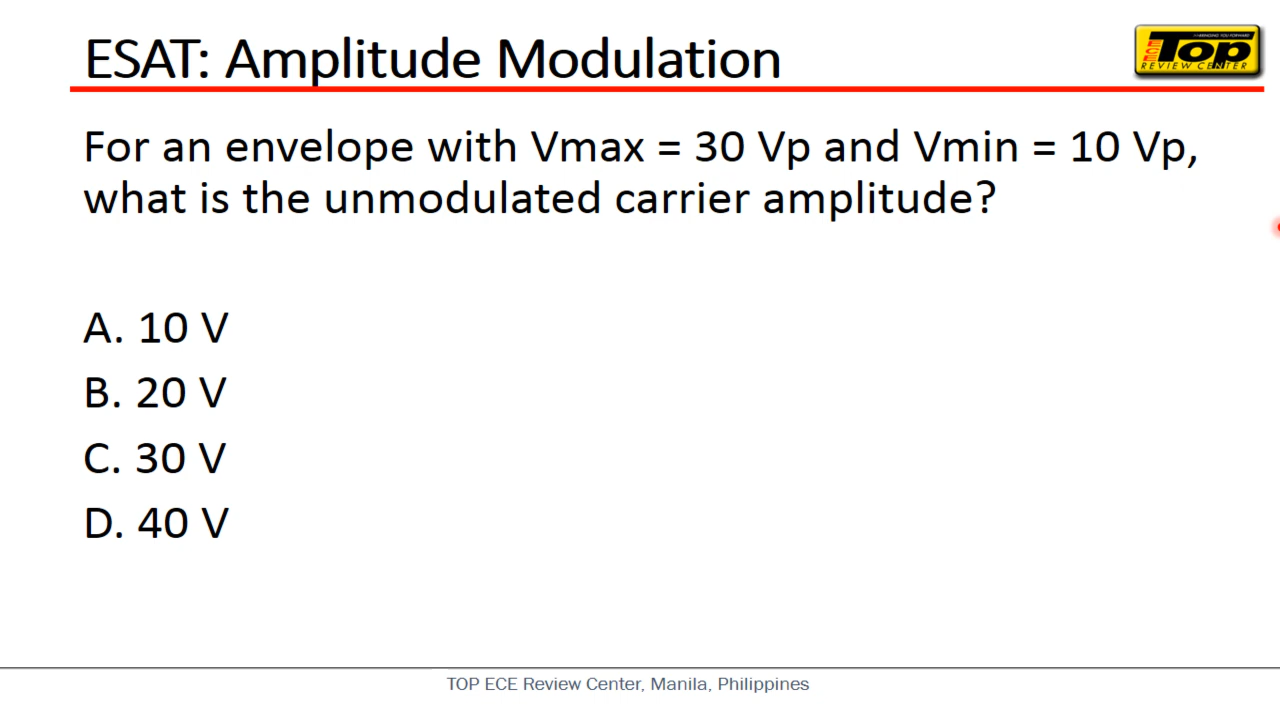 ESAT: Amplitude Modulation
ECE Top
REVIEW CENTER
For an envelope with Vmax = 30 Vp and Vmin = 10 Vp,
what is the unmodulated carrier amplitude?
A. 10 V
B. 20 V
C. 30 V
D. 40 V
TOP ECE Review Center, Manila, Philippines